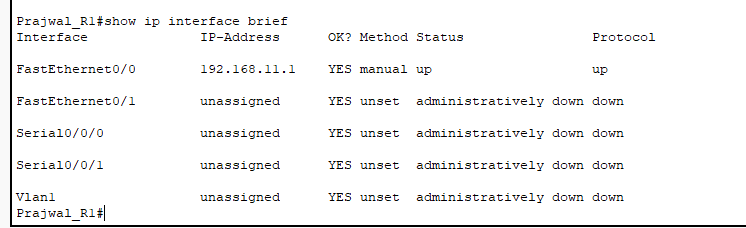 Prajwal_R1#show ip interface brief
Interface IP-Address OK? Method Status Protocol
FastEthernet0/0 192.168.11.1 YES manual up up
FastEthernet0/1 unassigned YES unset administratively down down
Serial0/0/0 unassigned YES unset administratively down down
Serial0/0/1 unassigned YES unset administratively down down
Vlan1 unassigned YES unset administratively down down
Prajwal_R1#